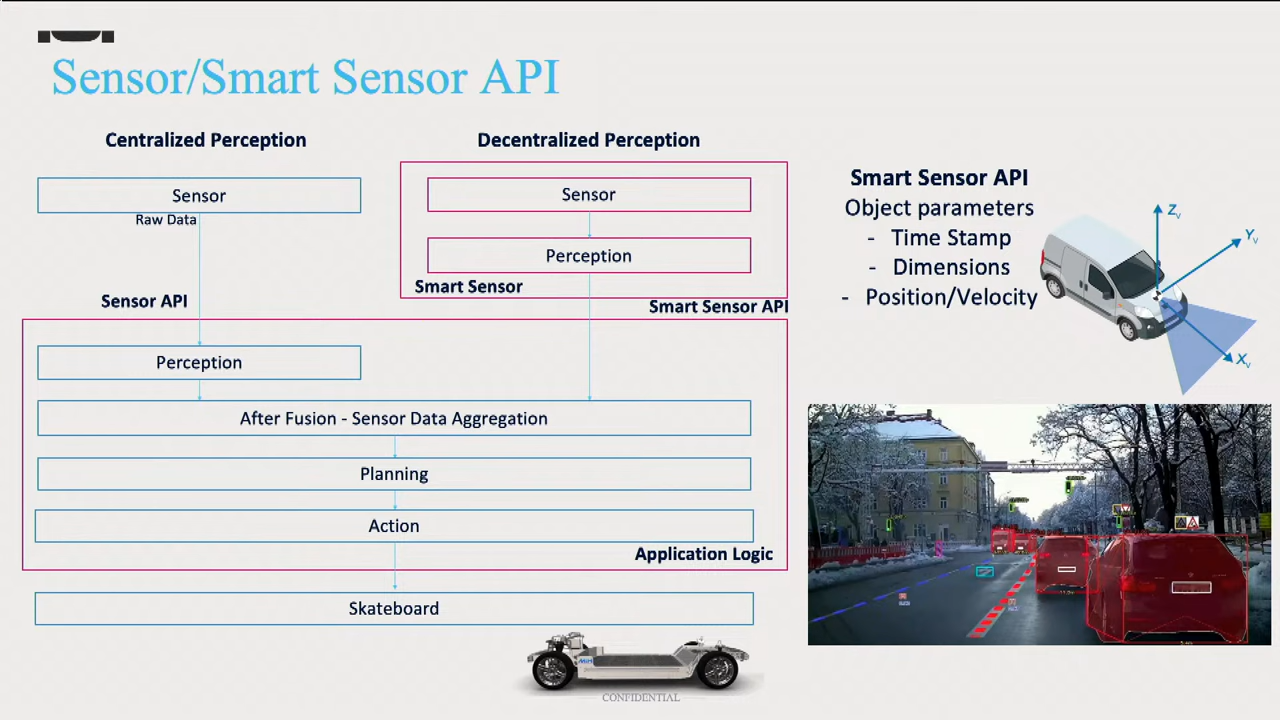 Sensor/Smart Sensor API
Centralized Perception
Sensor
Raw Data
Sensor API
Decentralized Perception
Sensor
Perception
Smart Sensor
Smart Sensor API
Perception
After Fusion - Sensor Data Aggregation
Planning
Action
Application Logic
Skateboard
Smart Sensor API
Object parameters
- Time Stamp
- Dimensions
- Position/Velocity
Zv
Yv
Xv
MIH
CONFIDENTIAL